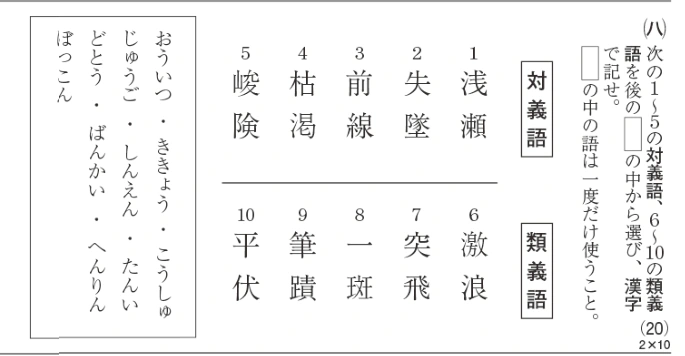 (八) 次の1～5の対義語、6～10の類義
語を後の□の中から選び、漢字
で記せ。
□の中の語は一度だけ使うこと。
(20)
2×10
対義語
1 浅瀬
2 失墜
3 前線
4 枯渇
5 峻険
類義語
6 激浪
7 突飛
8 一斑
9 筆蹟
10 平伏
おういつ・ききょう・こうしゅ
じゅうご・しんえん・たんい
どとう・ばんかい・へんりん
ぼっこん